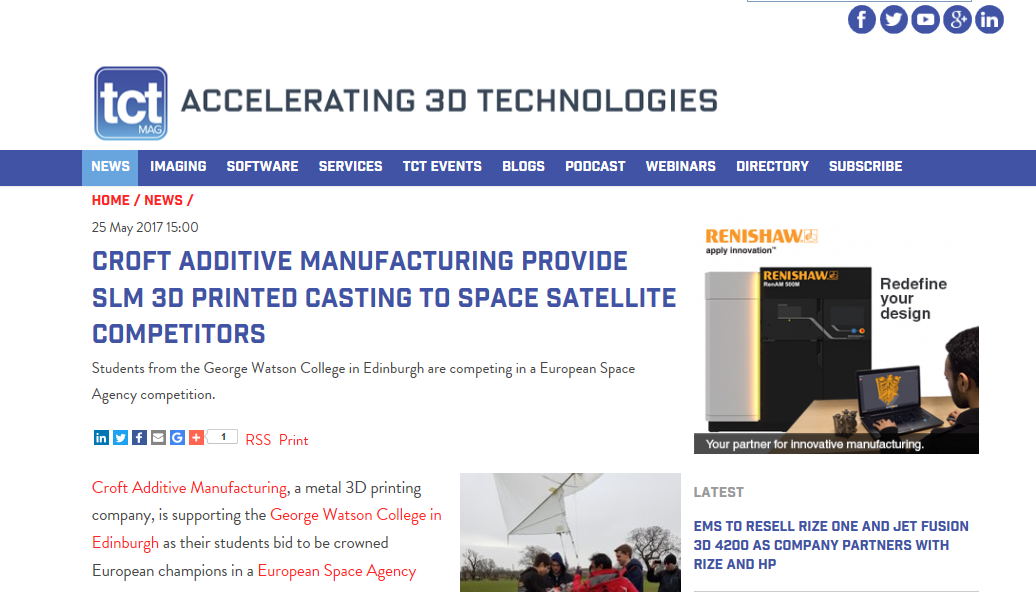 tct
MAG
ACCELERATING 3D TECHNOLOGIES
NEWS IMAGING SOFTWARE SERVICES TCT EVENTS BLOGS PODCAST WEBINARS DIRECTORY SUBSCRIBE
HOME / NEWS /
25 May 2017 15:00
CROFT ADDITIVE MANUFACTURING PROVIDE
SLM 3D PRINTED CASTING TO SPACE SATELLITE
COMPETITORS
Students from the George Watson College in Edinburgh are competing in a European Space
Agency competition.
1 RSS Print
Croft Additive Manufacturing, a metal 3D printing
company, is supporting the George Watson College in
Edinburgh as their students bid to be crowned
European champions in a European Space Agency
RENISHAW
apply innovation™
RENISHAW
RenAM 500M
Redefine
your
design
Your partner for innovative manufacturing.
LATEST
EMS TO RESELL RIZE ONE AND JET FUSION
3D 4200 AS COMPANY PARTNERS WITH
RIZE AND HP